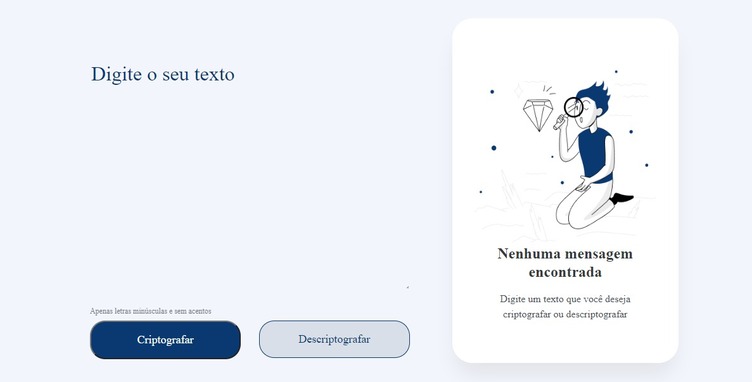 Digite o seu texto
Apenas letras minúsculas e sem acentos
Criptografar
Descriptografar
Nenhuma mensagem
encontrada
Digite um texto que você deseja
criptografar ou descriptografar